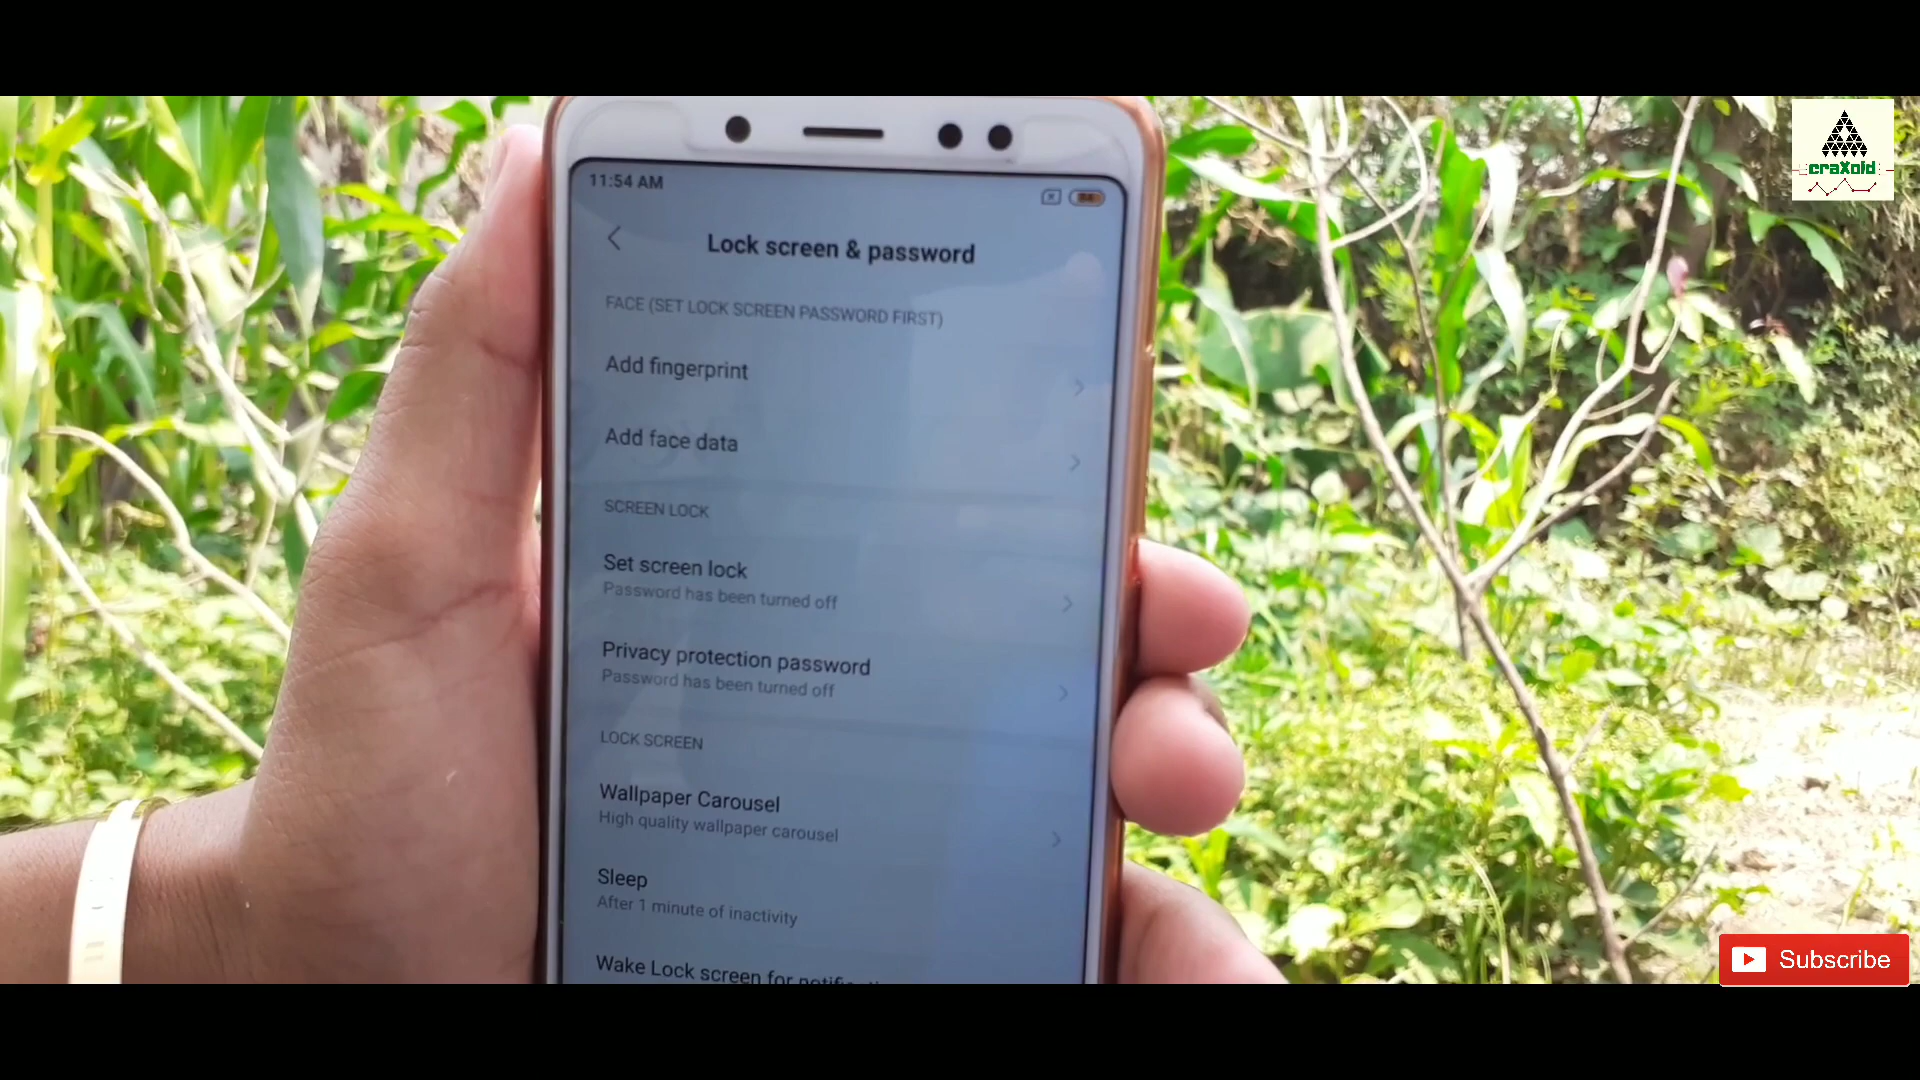 craXoid
11:54 AM
Lock screen & password
FACE (SET LOCK SCREEN PASSWORD FIRST)
Add fingerprint
Add face data
SCREEN LOCK
Set screen lock
Password has been turned off
Privacy protection password
Password has been turned off
LOCK SCREEN
Wallpaper Carousel
High quality wallpaper carousel
Sleep
After 1 minute of inactivity
Wake Lock screen for
Subscribe